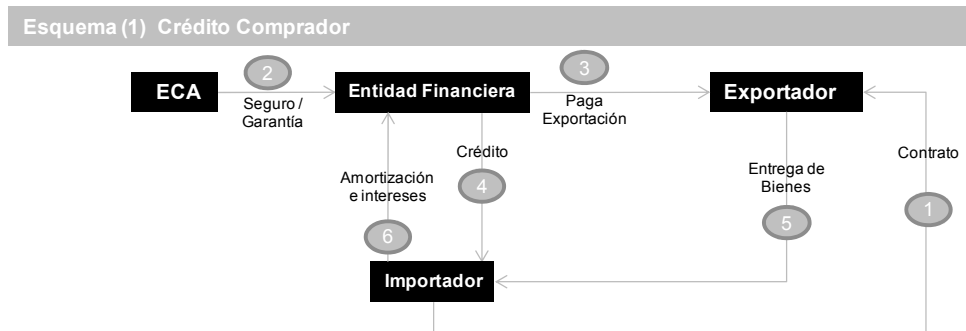 Esquema (1) Crédito Comprador
2
3
ECA
Entidad Financiera
Exportador
Seguro /
Garantía
Paga
Exportación
Crédito
Contrato
Amortización
e intereses
4
Entrega de
Bienes
1
6
5
Importador